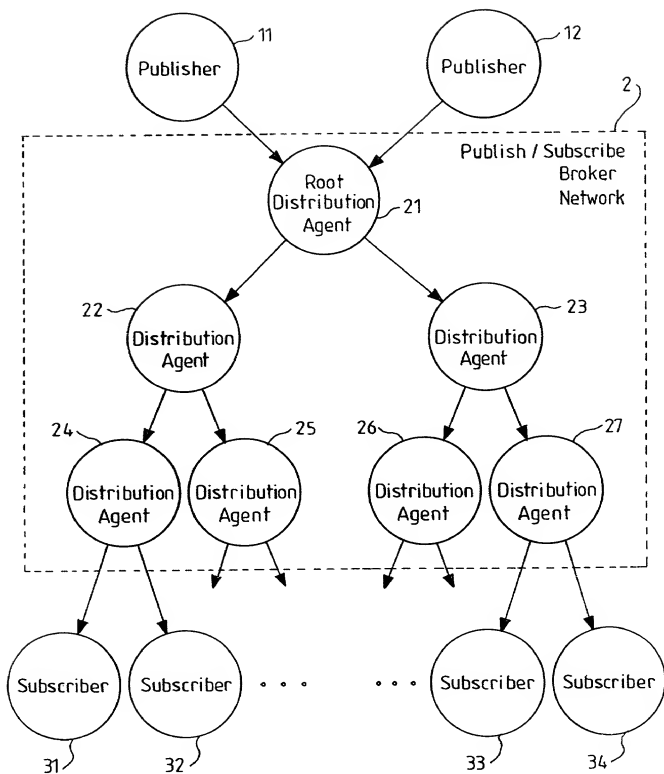 11
12
Publisher
Publisher
2
Publish / Subscribe
Broker
Network
Root
Distribution
Agent
21
22
23
Distribution
Agent
Distribution
Agent
24
25
26
27
Distribution
Agent
Distribution
Agent
Distribution
Agent
Distribution
Agent
Subscriber
Subscriber
Subscriber
Subscriber
31
32
33
34